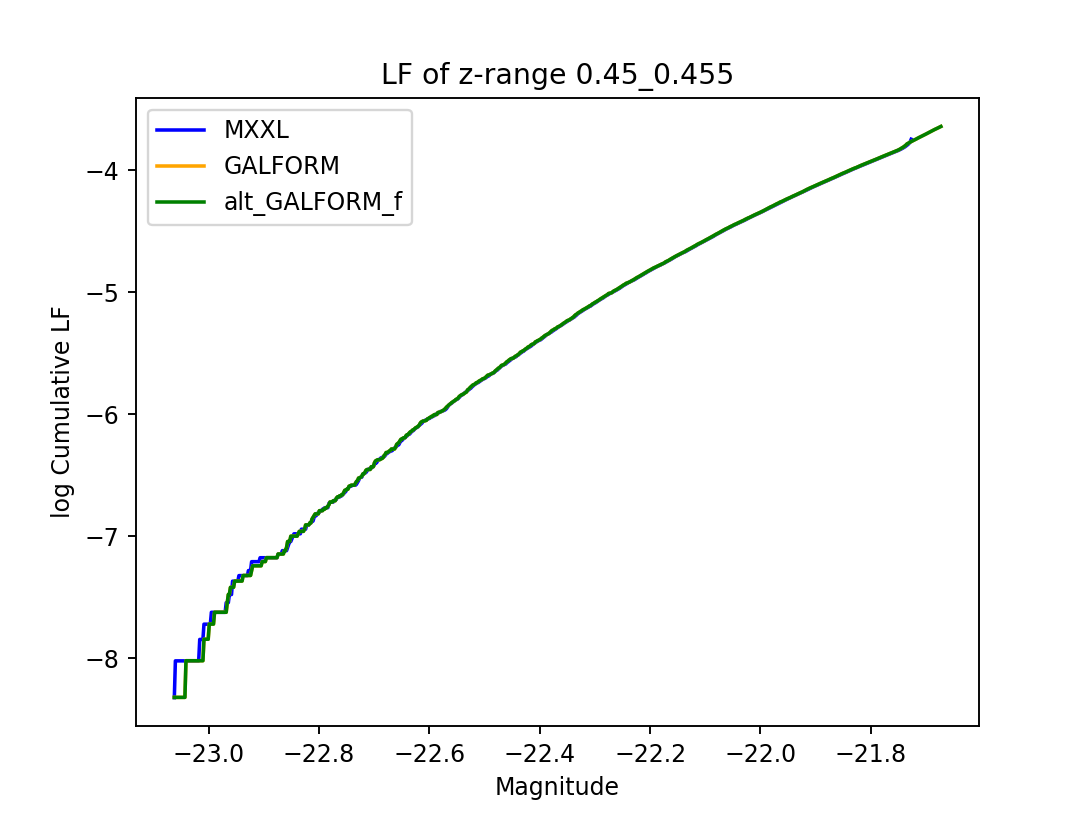 LF of z-range 0.45_0.455
MXXL
GALFORM
alt_GALFORM_f
log Cumulative LF
−4
−5
−6
−7
−8
−23.0 −22.8 −22.6 −22.4 −22.2 −22.0 −21.8
Magnitude